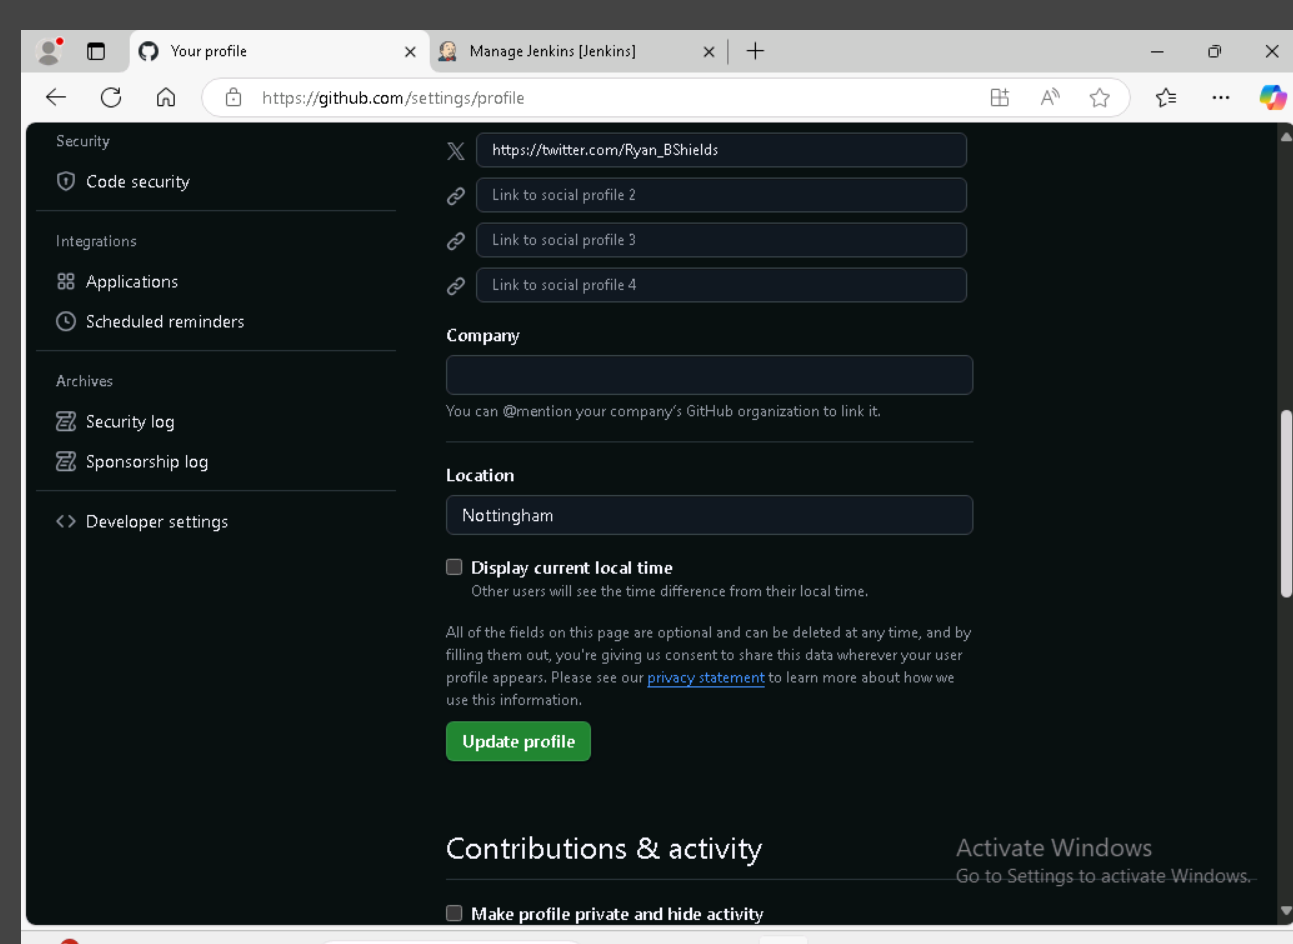 Your profile
Manage Jenkins [Jenkins]
https://github.com/settings/profile
Security
Code security
Integrations
Applications
Scheduled reminders
Archives
Security log
Sponsorship log
Developer settings
https://twitter.com/Ryan_BShields
Link to social profile 2
Link to social profile 3
Link to social profile 4
Company
You can @mention your company's GitHub organization to link it.
Location
Nottingham
Display current local time
Other users will see the time difference from their local time.
All of the fields on this page are optional and can be deleted at any time, and by
filling them out, you're giving us consent to share this data wherever your user
profile appears. Please see our privacy statement to learn more about how we
use this information.
Update profile
Contributions & activity
Make profile private and hide activity
Activate Windows
Go to Settings to activate Windows.